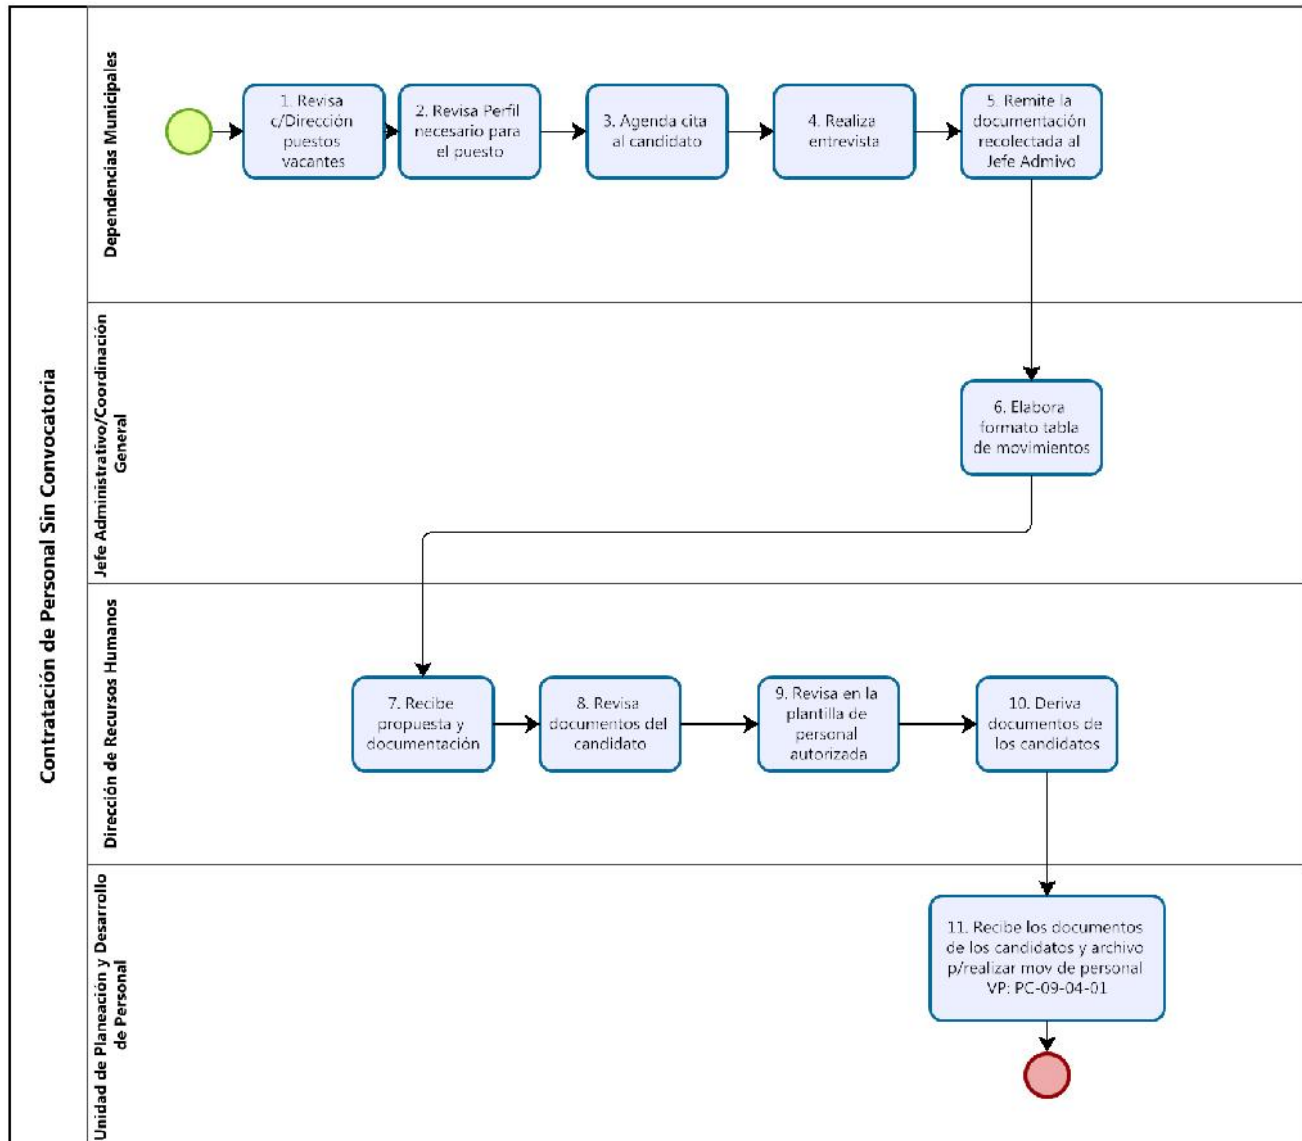 Contratación de Personal Sin Convocatoria
Dependencias Municipales
1. Revisa
c/Dirección
puestos
vacantes
2. Revisa Perfil
necesario para
el puesto
3. Agenda cita
al candidato
4. Realiza
entrevista
5. Remite la
documentación
recolectada al
Jefe Admivo
Jefe Administrativo/Coordinación
General
6. Elabora
formato tabla
de movimientos
Dirección de Recursos Humanos
7. Recibe
propuesta y
documentación
8. Revisa
documentos del
candidato
9. Revisa en la
plantilla de
personal
autorizada
10. Deriva
documentos de
los candidatos
Unidad de Planeación y Desarrollo
de Personal
11. Recibe los documentos
de los candidatos y archivo
p/realizar mov de personal
VP: PC-09-04-01